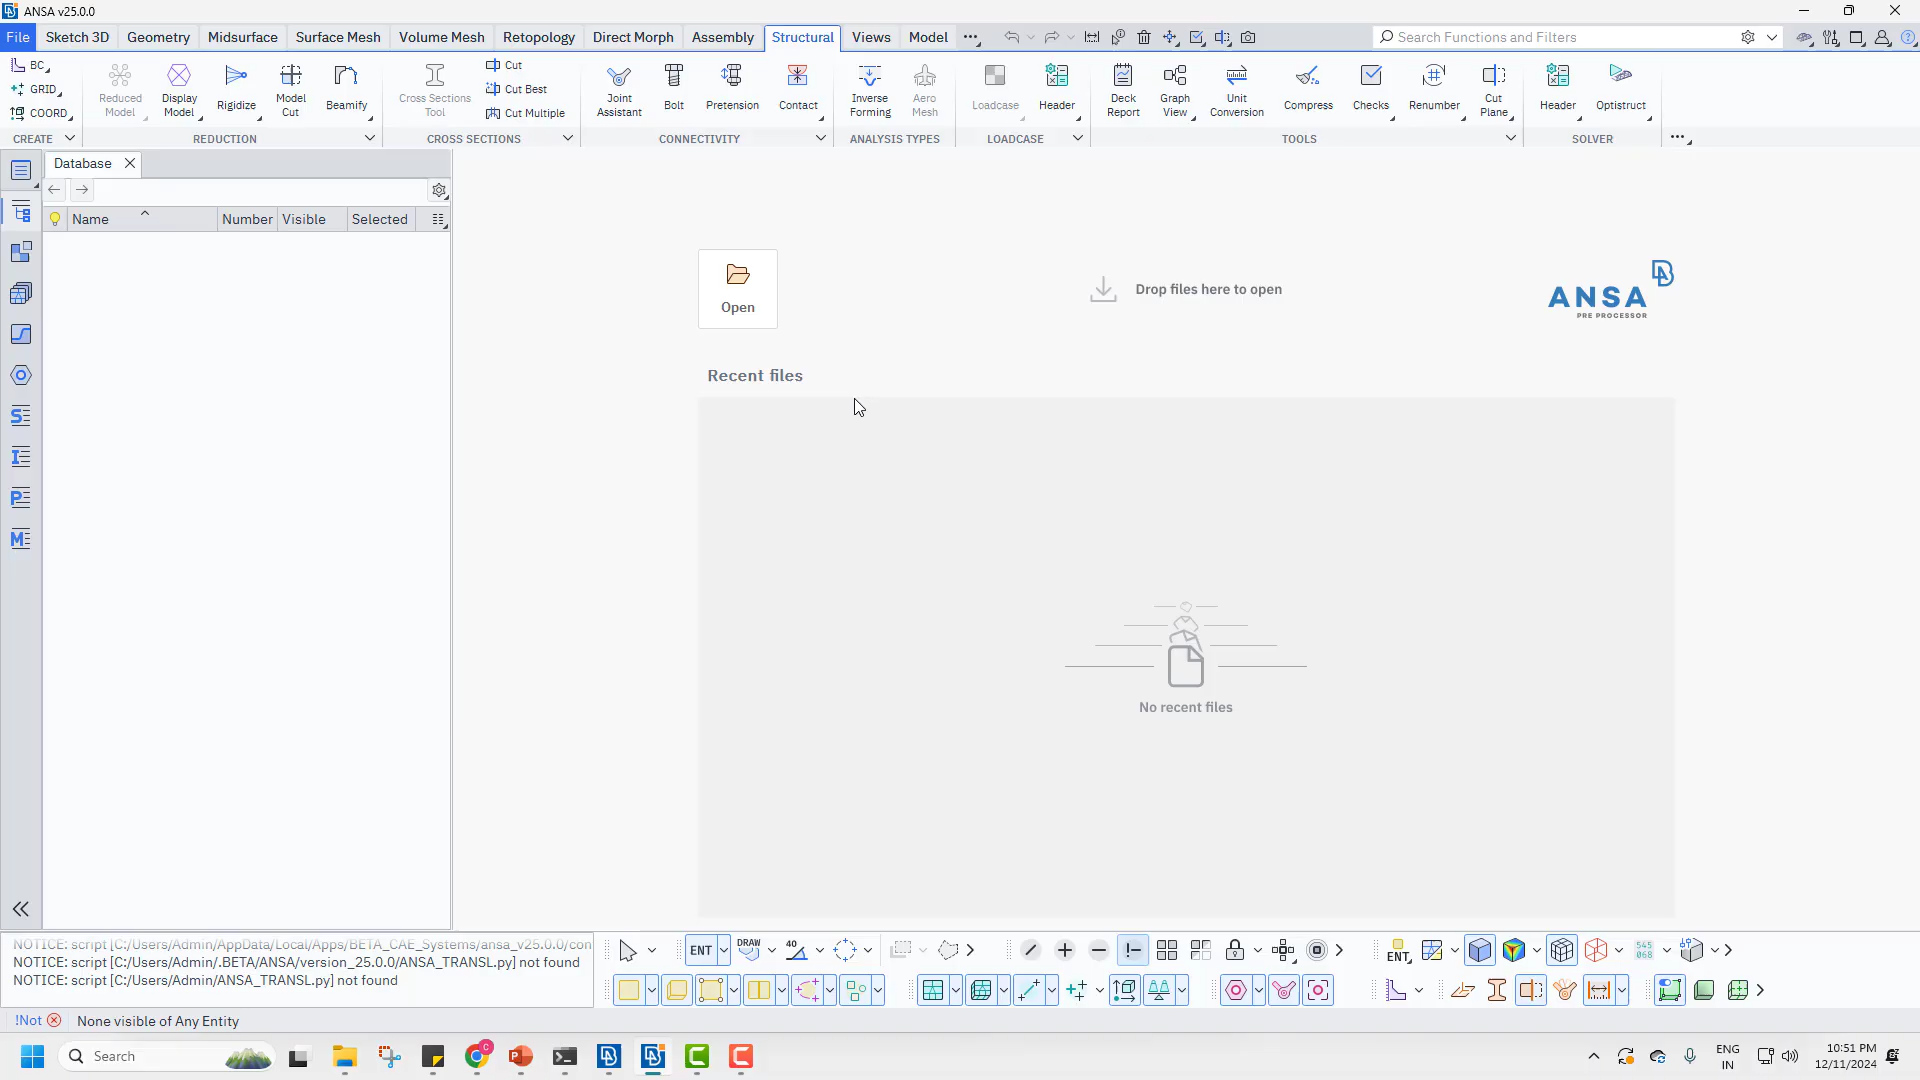 ANSA v25.0.0
File Sketch 3D Geometry Midsurface Surface Mesh Volume Mesh Retopology Direct Morph Assembly Structural Views Model Search Functions and Filters
BC
GRID
COORD
Reduced Model
Display Model
Rigidize
Model Cut
Beamify
Cross Sections Tool
Cut
Cut Best
Cut Multiple
Joint Assistant
Bolt
Pretension
Contact
Inverse Forming
Aero Mesh
Loadcase
Header
Deck Report
Graph View
Unit Conversion
Compress
Checks
Renumber
Cut Plane
Header
Optistruct
CREATE REDUCTION CROSS SECTIONS CONNECTIVITY ANALYSIS TYPES LOADCASE TOOLS SOLVER
Database
Name Number Visible Selected
Open
Drop files here to open
ANSA
PRE PROCESSOR
Recent files
No recent files
NOTICE: script [C:/Users/Admin/AppData/Local/Apps/BETA_CAE_Systems/ansa_v25.0.0/con
NOTICE: script [C:/Users/Admin/.BETA/ANSA/version_25.0.0/ANSA_TRANSL.py] not found
NOTICE: script [C:/Users/Admin/ANSA_TRANSL.py] not found
ENT DRAW 40 ENT 545 068
!Not None visible of Any Entity
Search
ENG
IN
10:51 PM
12/11/2024